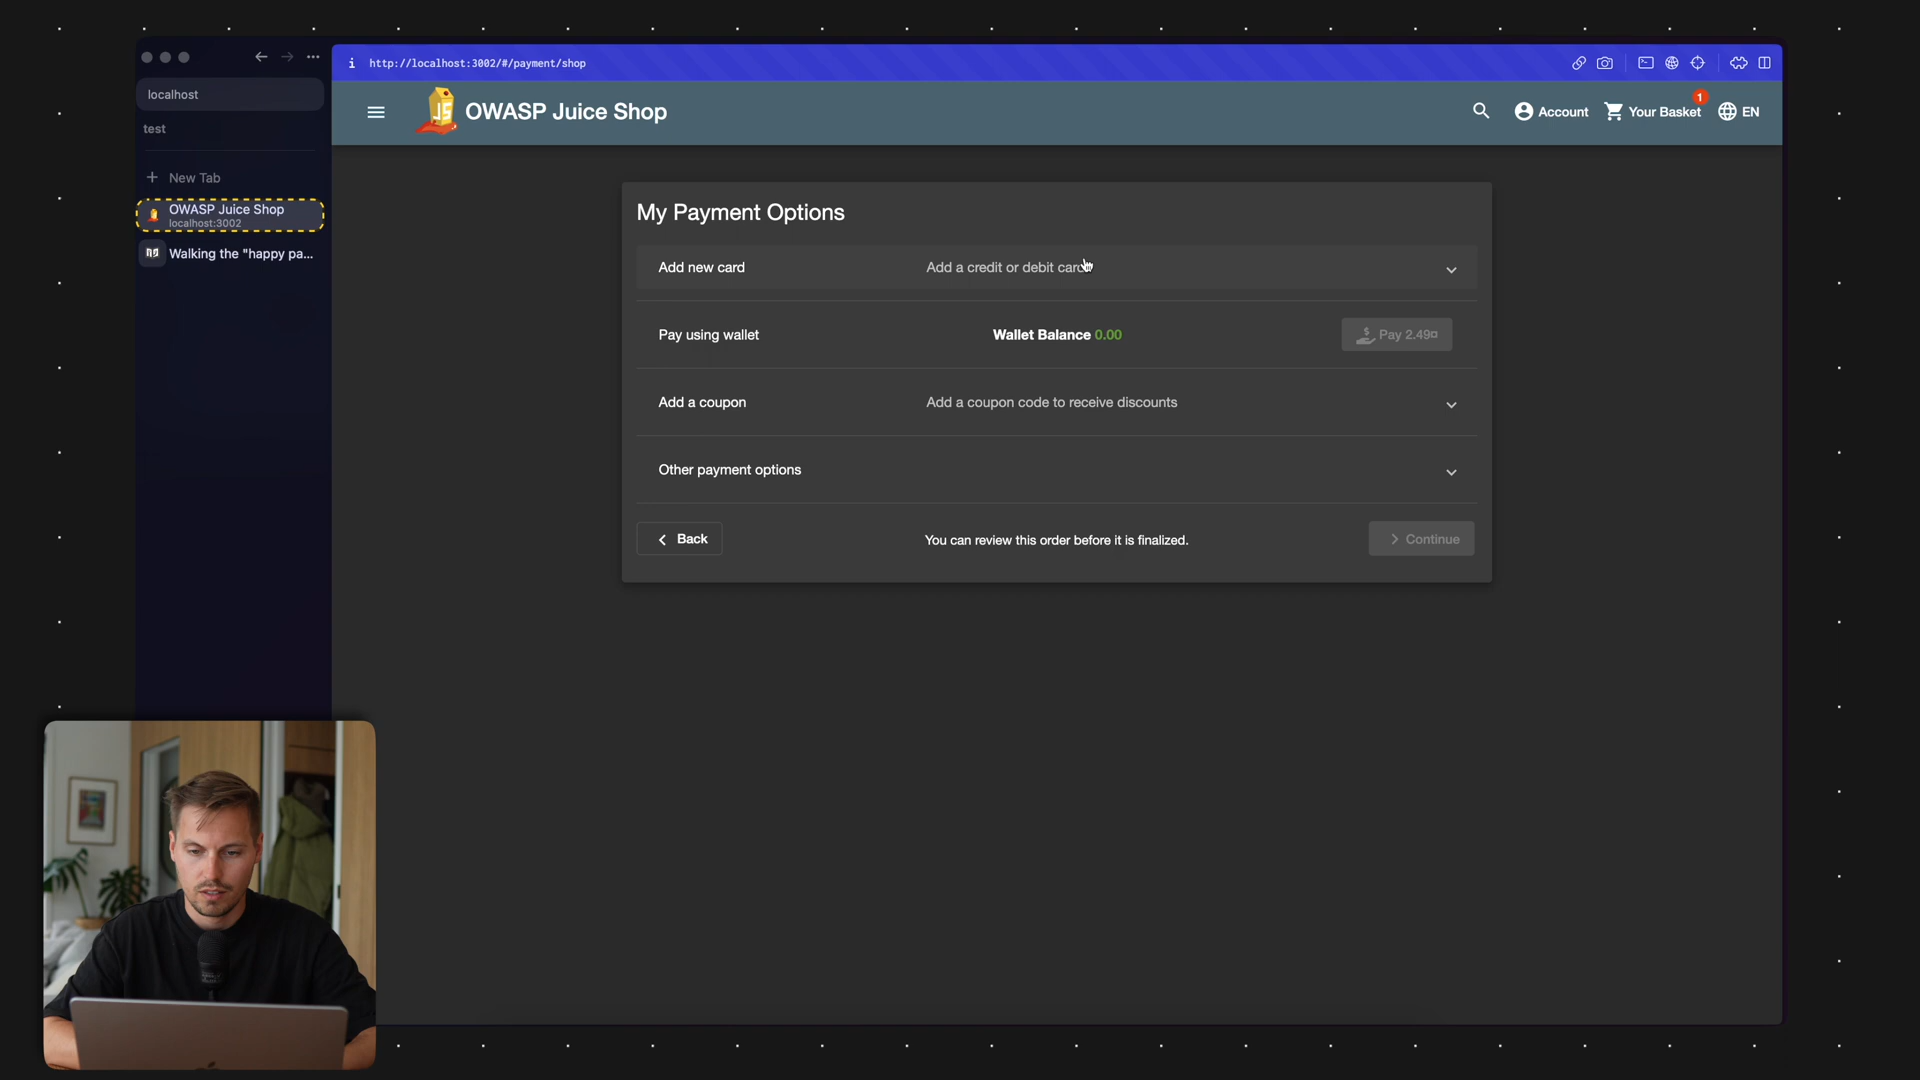 http://localhost:3002/#/payment/shop
localhost
test
New Tab
OWASP Juice Shop
localhost:3002
Walking the "happy pa...
OWASP Juice Shop
Account
1
Your Basket
EN
My Payment Options
Add new card
Add a credit or debit card
Pay using wallet
Wallet Balance 0.00
Pay 2.49¤
Add a coupon
Add a coupon code to receive discounts
Other payment options
Back
You can review this order before it is finalized.
Continue